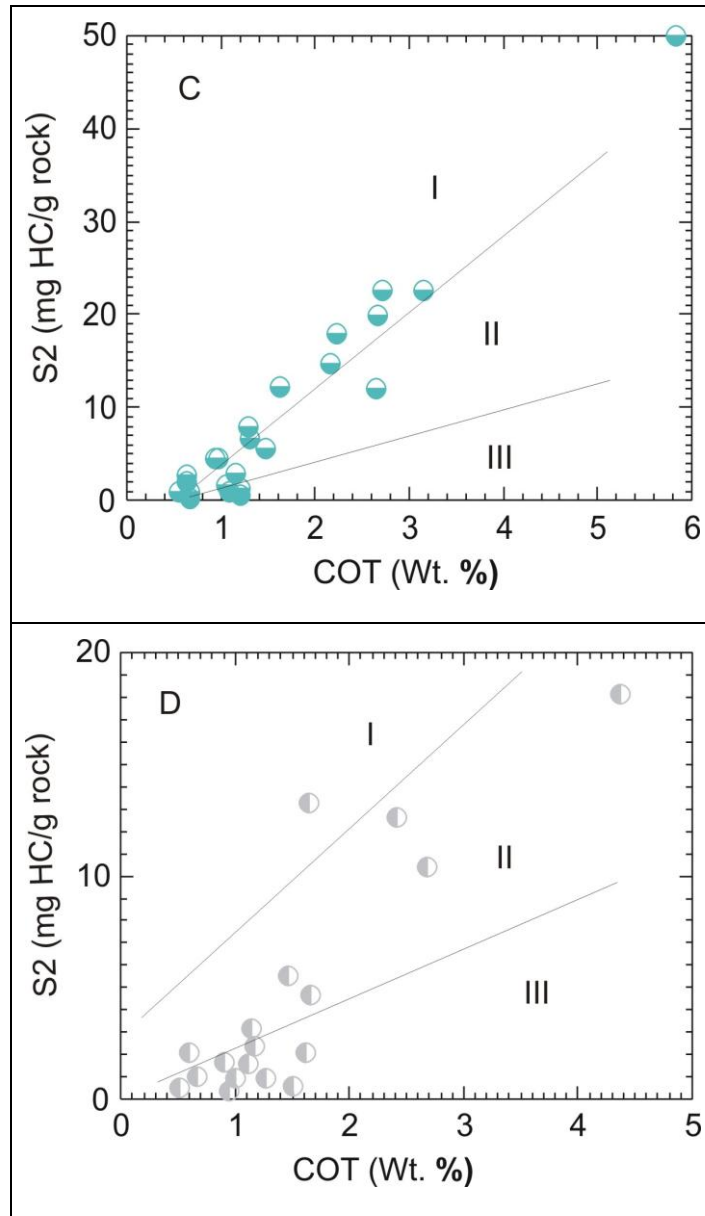 50
40
30
20
10
0
S2 (mg HC/g rock)
C
I
II
III
0 1 2 3 4 5 6
COT (Wt. %)
20
10
0
S2 (mg HC/g rock)
D
I
II
III
0 1 2 3 4 5
COT (Wt. %)